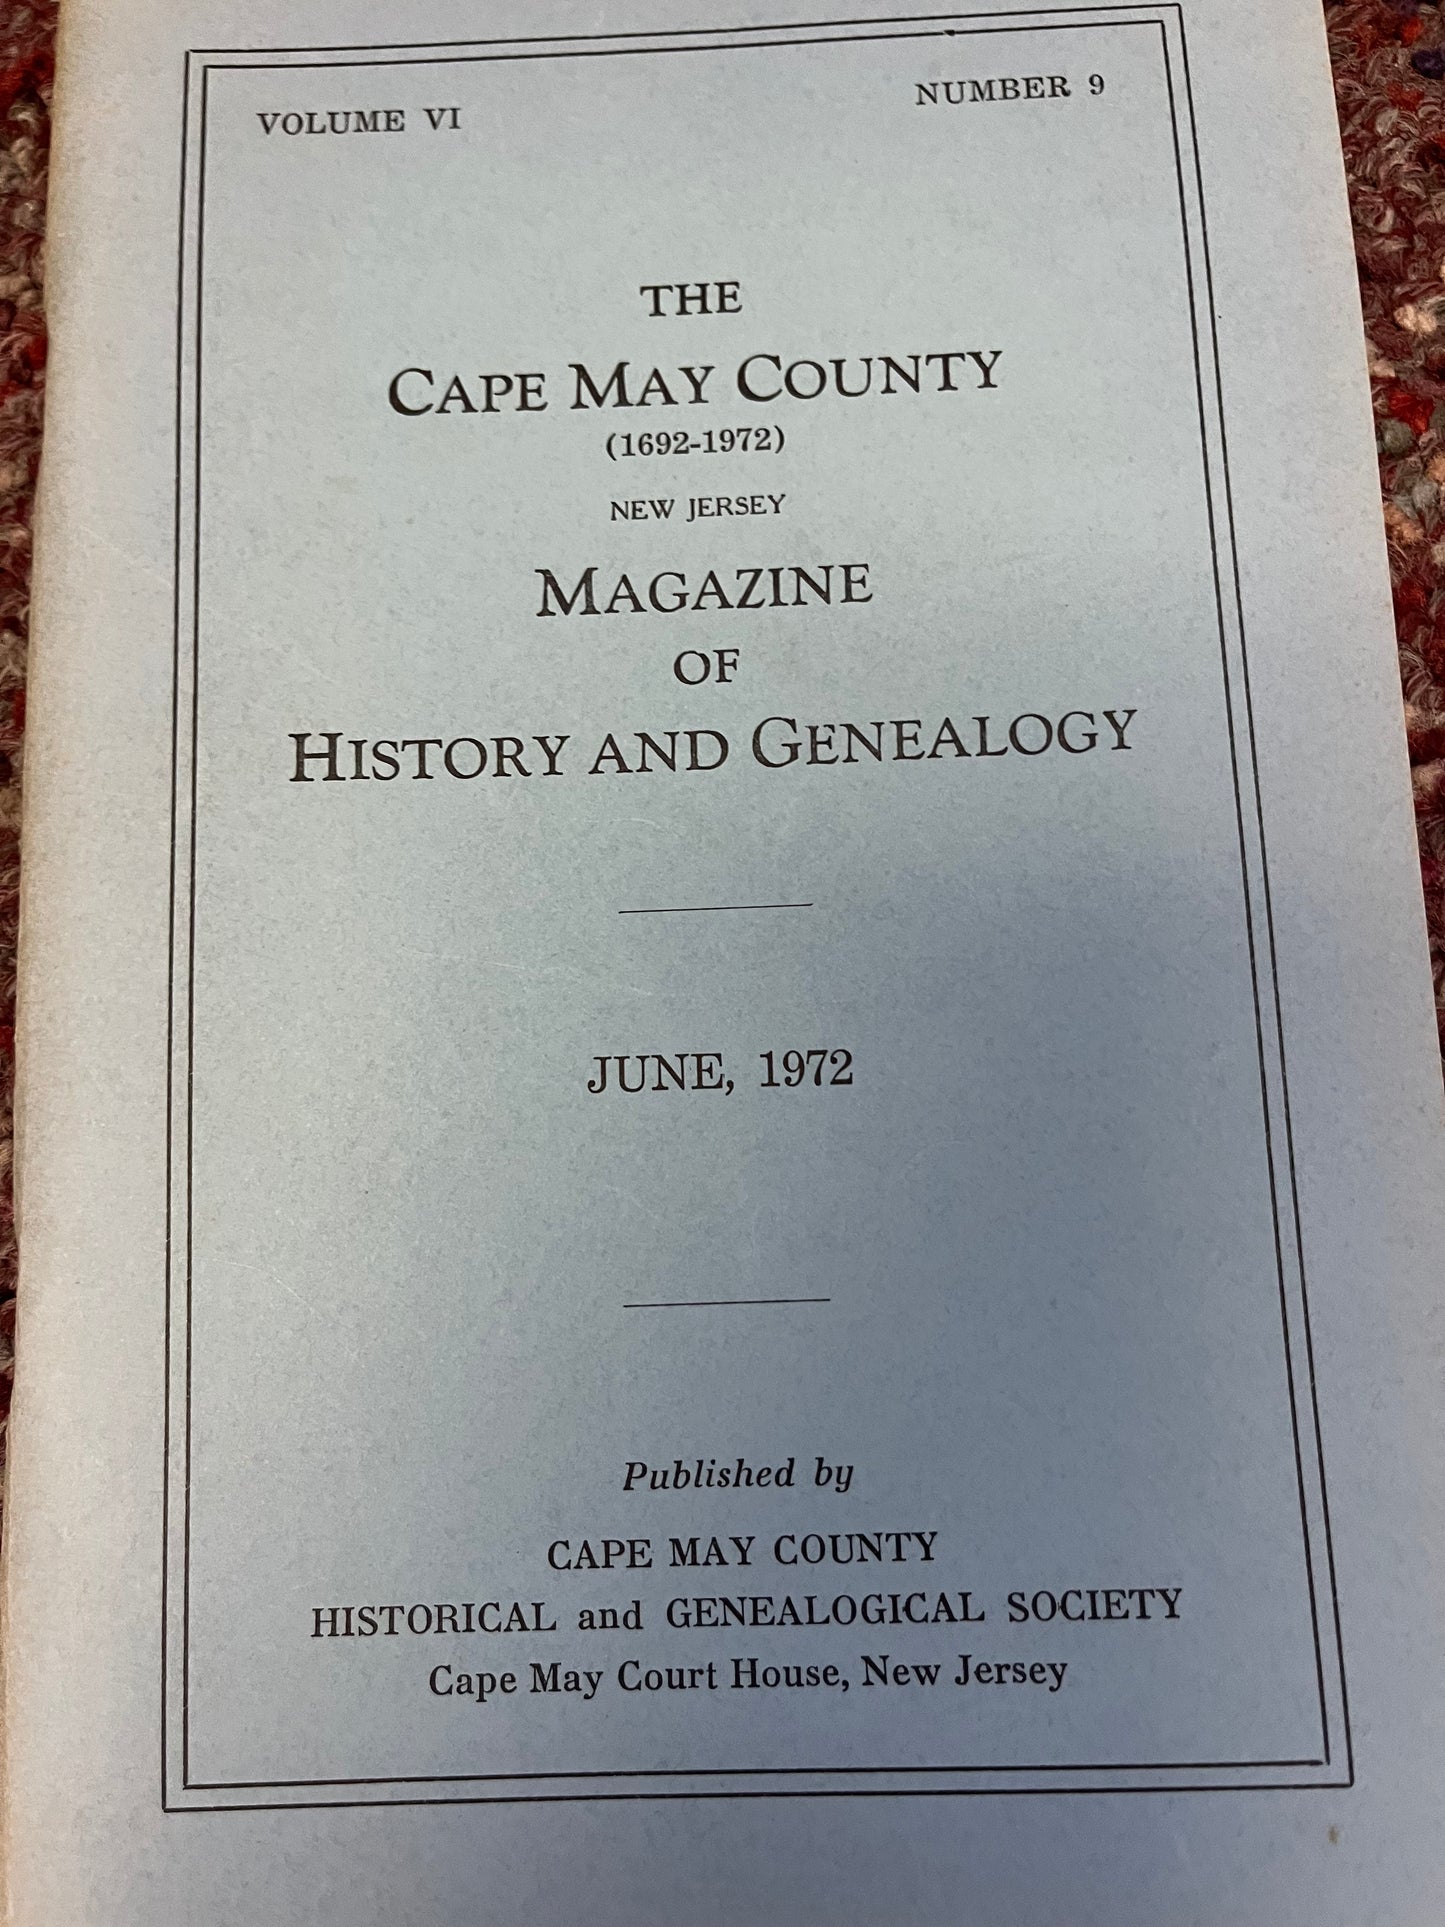 VOLUME VI
NUMBER 9
THE
CAPE MAY COUNTY
(1692-1972)
NEW JERSEY
MAGAZINE
OF
HISTORY AND GENEALOGY
JUNE, 1972
Published by
CAPE MAY COUNTY
HISTORICAL and GENEALOGICAL SOCIETY
Cape May Court House, New Jersey